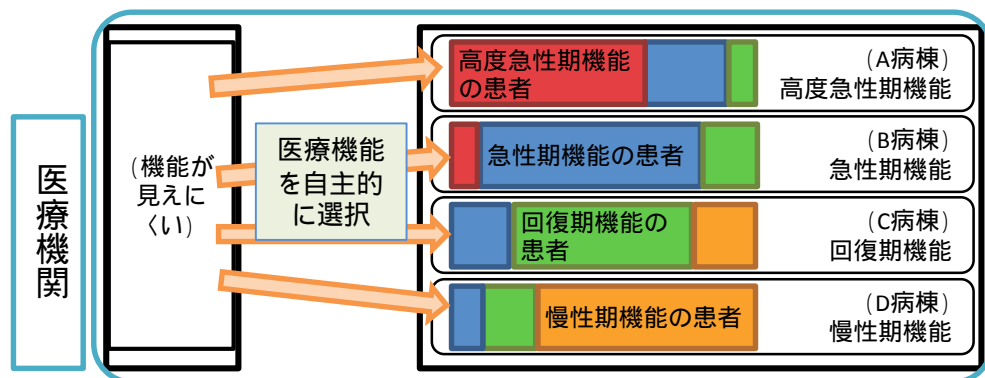 医療機関
(機能が
見えに
くい)
医療機能
を自主的
に選択
高度急性期機能
の患者
(A病棟)
高度急性期機能
急性期機能の患者
(B病棟)
急性期機能
回復期機能の
患者
(C病棟)
回復期機能
慢性期機能の患者
(D病棟)
慢性期機能